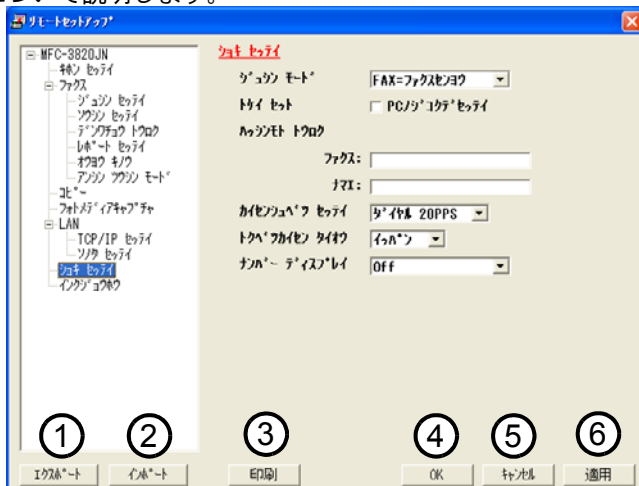 ついて説明します。
ﾘﾓｰﾄｾｯﾄｱｯﾌﾟ
MFC-3820JN
ｷﾎﾝ ｾｯﾃｲ
ﾌｧｸｽ
ｼﾞｭｼﾝ ｾｯﾃｲ
ｿｳｼﾝ ｾｯﾃｲ
ﾃﾞﾝﾜﾁｮｳ ﾄｳﾛｸ
ﾚﾎﾟｰﾄ ｾｯﾃｲ
ｵｳﾖｳ ｷﾉｳ
ｱﾝｼﾝ ﾂｳｼﾝ ﾓｰﾄﾞ
ｺﾋﾟｰ
ﾌｫﾄﾒﾃﾞｨｱｷｬﾌﾟﾁｬ
LAN
TCP/IP ｾｯﾃｲ
ｿﾉﾀ ｾｯﾃｲ
ｼｮｷ ｾｯﾃｲ
ｲﾝｸｼﾞｮｳﾎｳ
ｼｮｷ ｾｯﾃｲ
ｼﾞｭｼﾝ ﾓｰﾄﾞ FAX=ﾌｧｸｽｾﾝﾖｳ
ﾄｹｲ ｾｯﾄ PCﾉｼﾞｺｸﾃﾞｾｯﾃｲ
ﾊｯｼﾝﾓﾄ ﾄｳﾛｸ
ﾌｧｸｽ:
ﾅﾏｴ:
ｶｲｾﾝｼｭﾍﾞﾂ ｾｯﾃｲ ﾀﾞｲﾔﾙ 20PPS
ﾄｸﾍﾞﾂｶｲｾﾝ ﾀｲｵｳ ｲｯﾊﾟﾝ
ﾅﾝﾊﾞｰ ﾃﾞｨｽﾌﾟﾚｲ Off
1 2 3 4 5 6
ｴｸｽﾎﾟｰﾄ ｲﾝﾎﾟｰﾄ 印刷 OK ｷｬﾝｾﾙ 適用